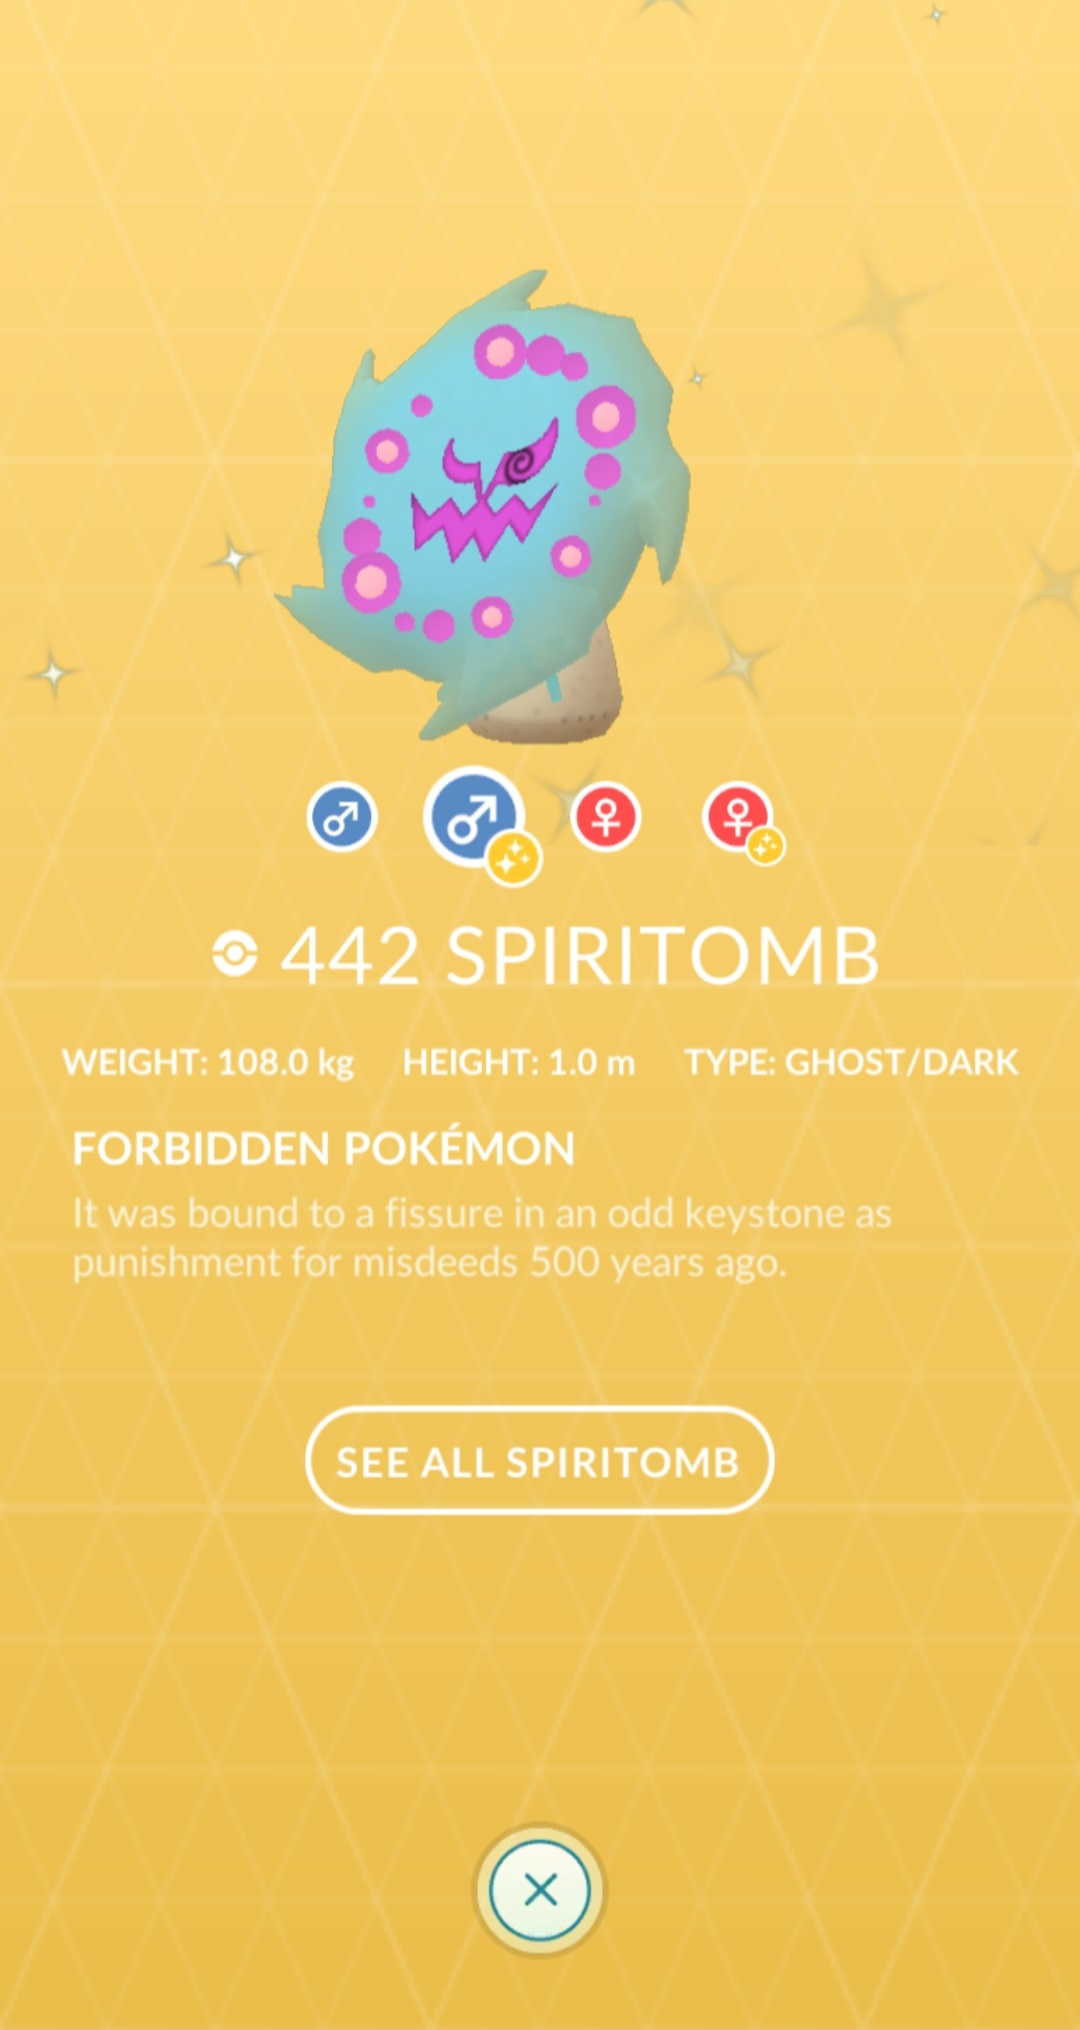 442 SPIRITOMB
WEIGHT: 108.0 kg HEIGHT: 1.0 m TYPE: GHOST/DARK
FORBIDDEN POKÉMON
It was bound to a fissure in an odd keystone as
punishment for misdeeds 500 years ago.
SEE ALL SPIRITOMB